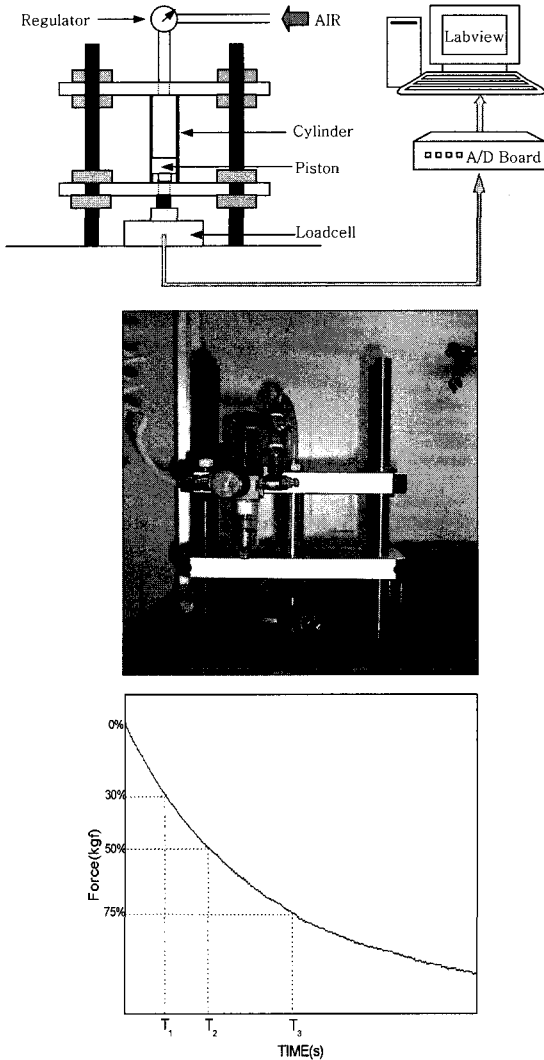 Regulator
AIR
Labview
Cylinder
A/D Board
Piston
Loadcell
0%
30%
50%
75%
Force(kgf)
T1
T2
T3
TIME(s)